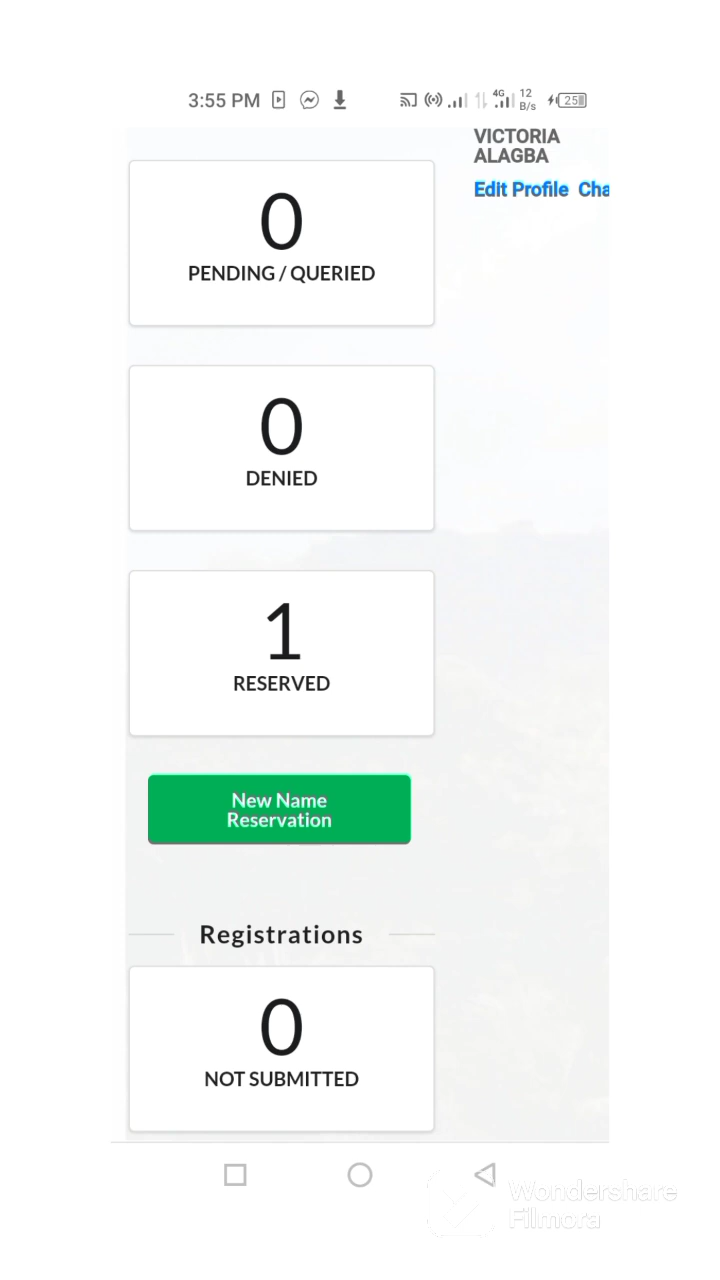 3:55 PM
4G
12
B/s
25
VICTORIA
ALAGBA
Edit Profile Cha
0
PENDING / QUERIED
0
DENIED
1
RESERVED
New Name
Reservation
Registrations
0
NOT SUBMITTED
Wondershare
Filmora